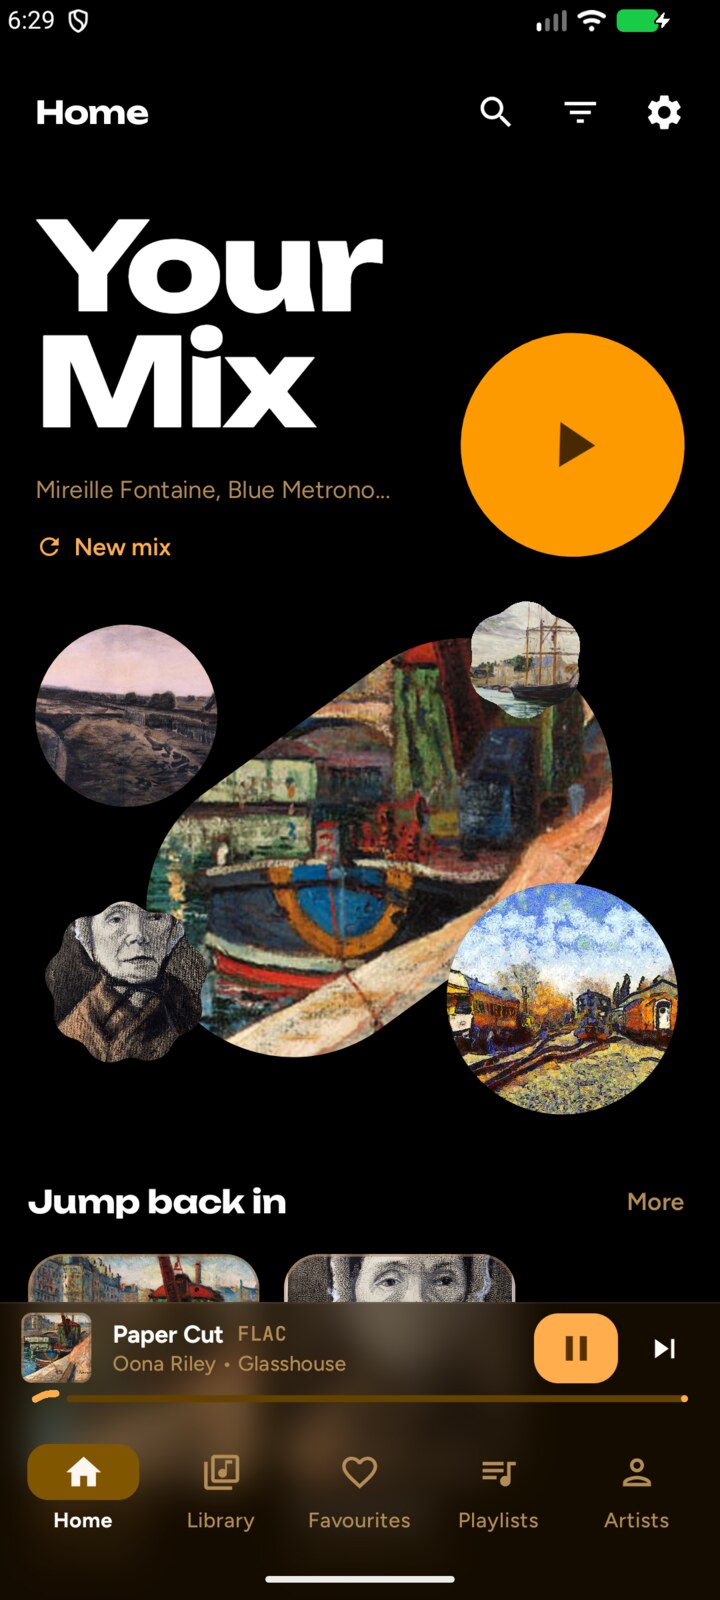 6:29
Home
Your
Mix
Mireille Fontaine, Blue Metrono...
New mix
Jump back in
More
Paper Cut FLAC
Oona Riley • Glasshouse
Home
Library
Favourites
Playlists
Artists